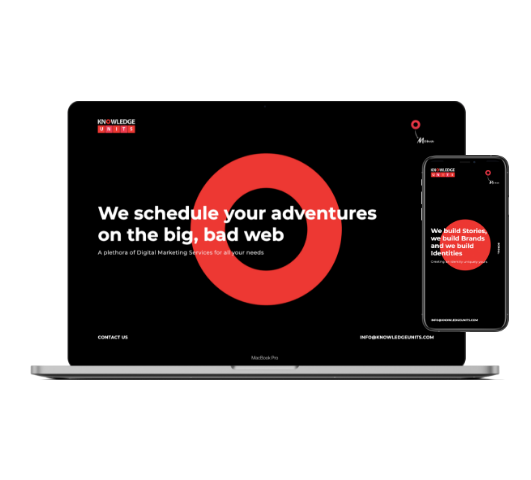 KNOWLEDGE
UNITS
We schedule your adventures
on the big, bad web
A plethora of Digital Marketing Services for all your needs
CONTACT US
INFO@KNOWLEDGEUNITS.COM
MacBook Pro
KNOWLEDGE
UNITS
We build Stories,
we build Brands
and we build
Identities
INFO@KNOWLEDGEUNITS.COM